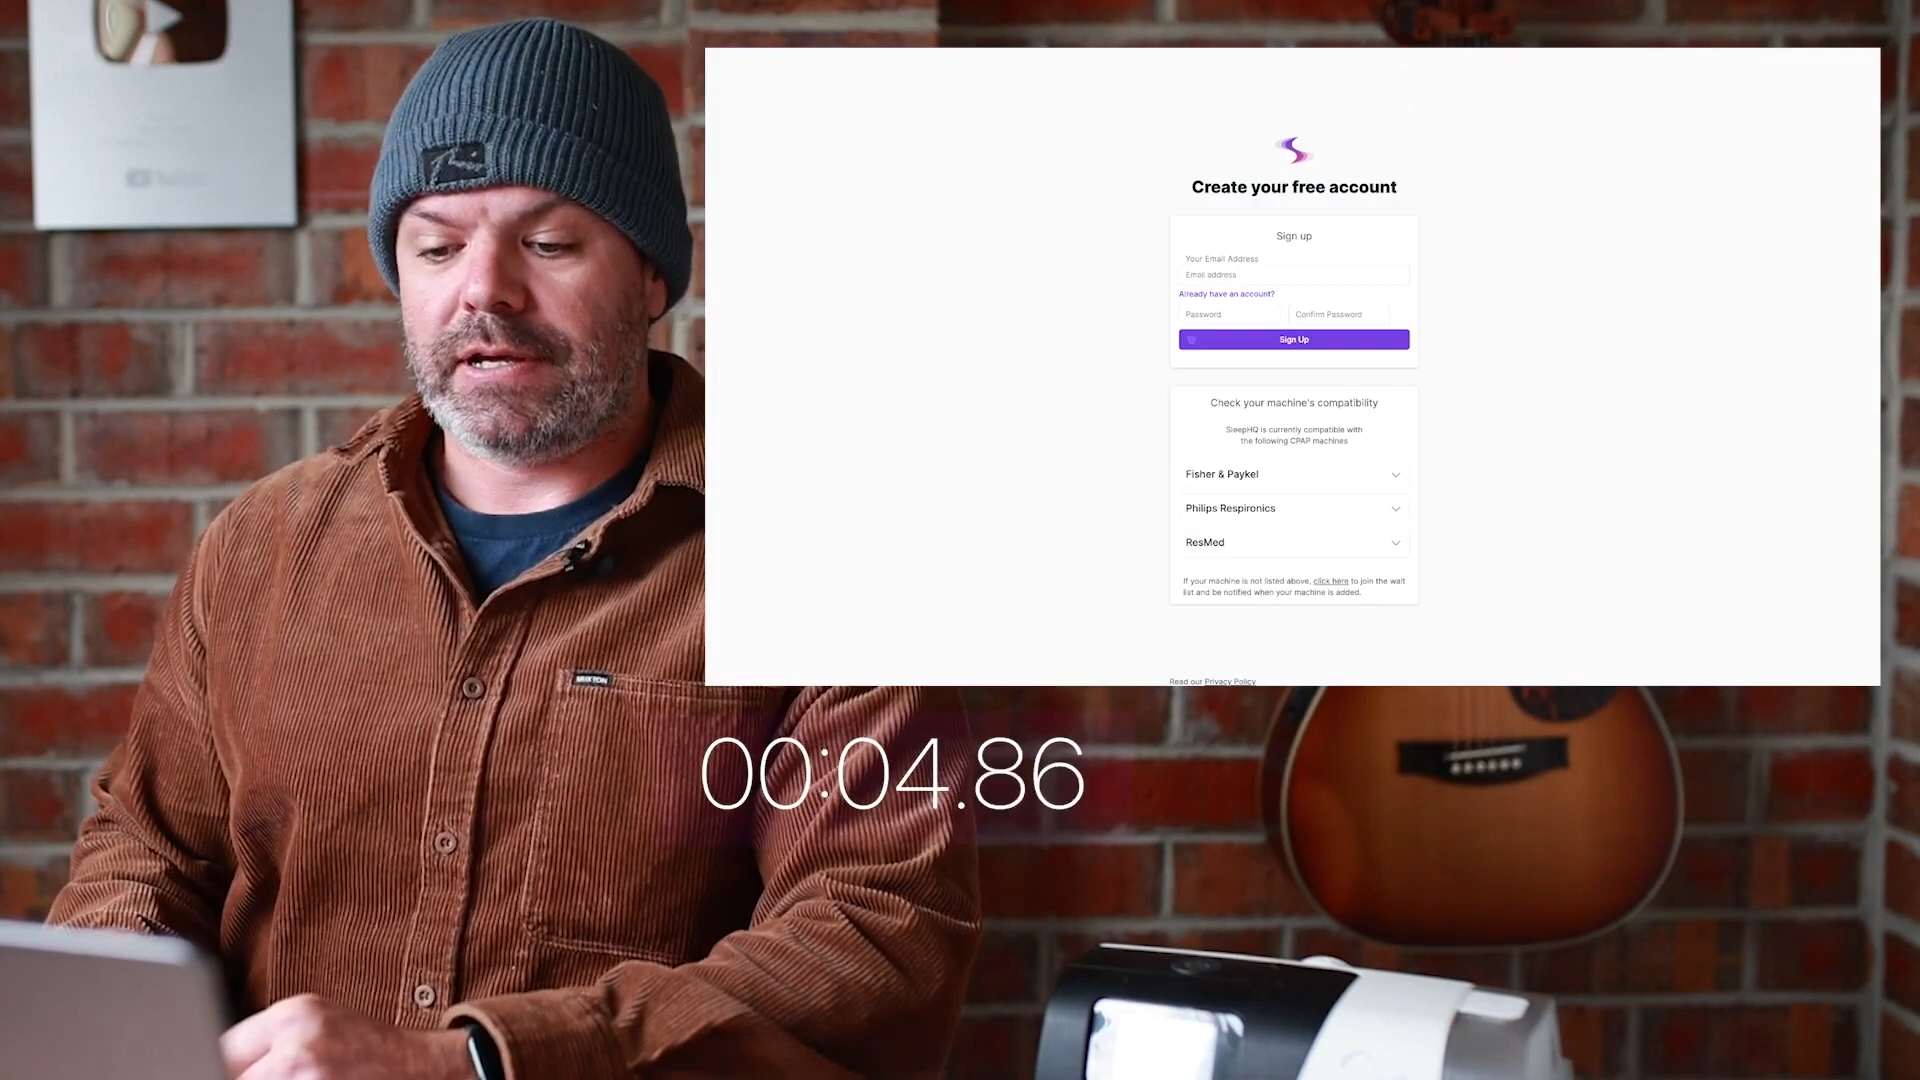 Create your free account
Sign up
Your Email Address
Email address
Already have an account?
Password
Confirm Password
Sign Up
Check your machine's compatibility
SleepHQ is currently compatible with
the following CPAP machines
Fisher & Paykel
Philips Respironics
ResMed
If your machine is not listed above, click here to join the wait
list and be notified when your machine is added.
Read our Privacy Policy
BRIXTON
00:04.86